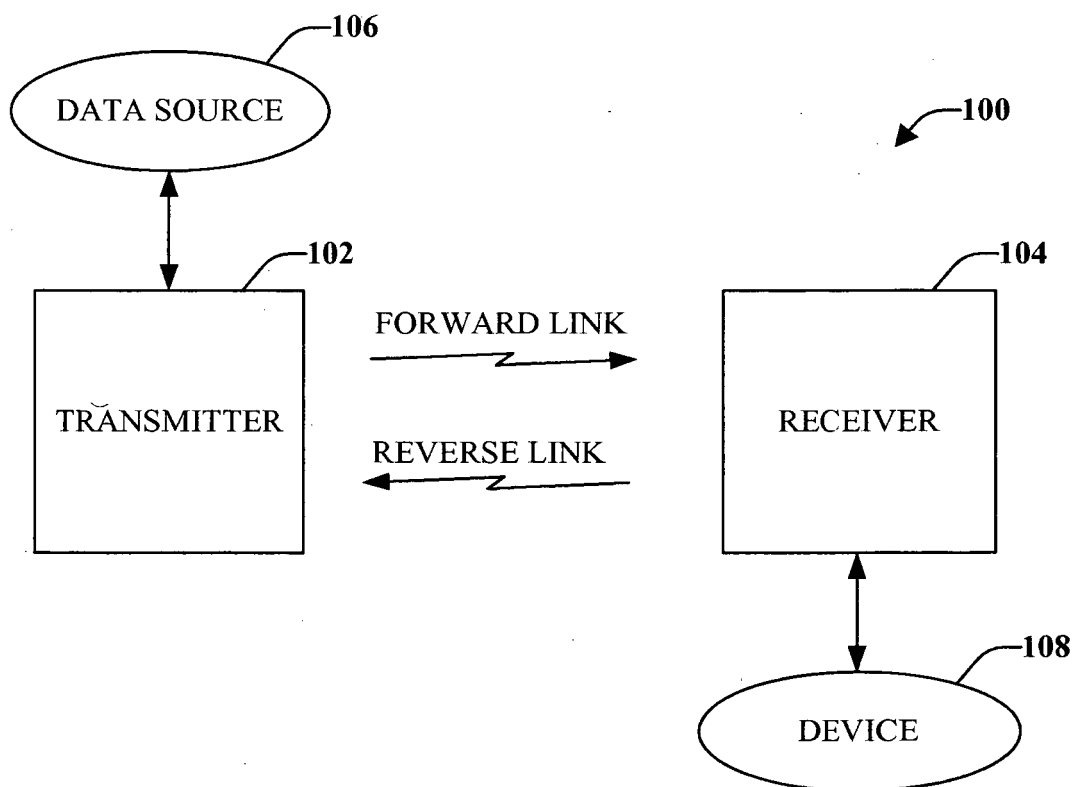 106
DATA SOURCE
100
102
104
FORWARD LINK
TRANSMITTER
RECEIVER
REVERSE LINK
108
DEVICE